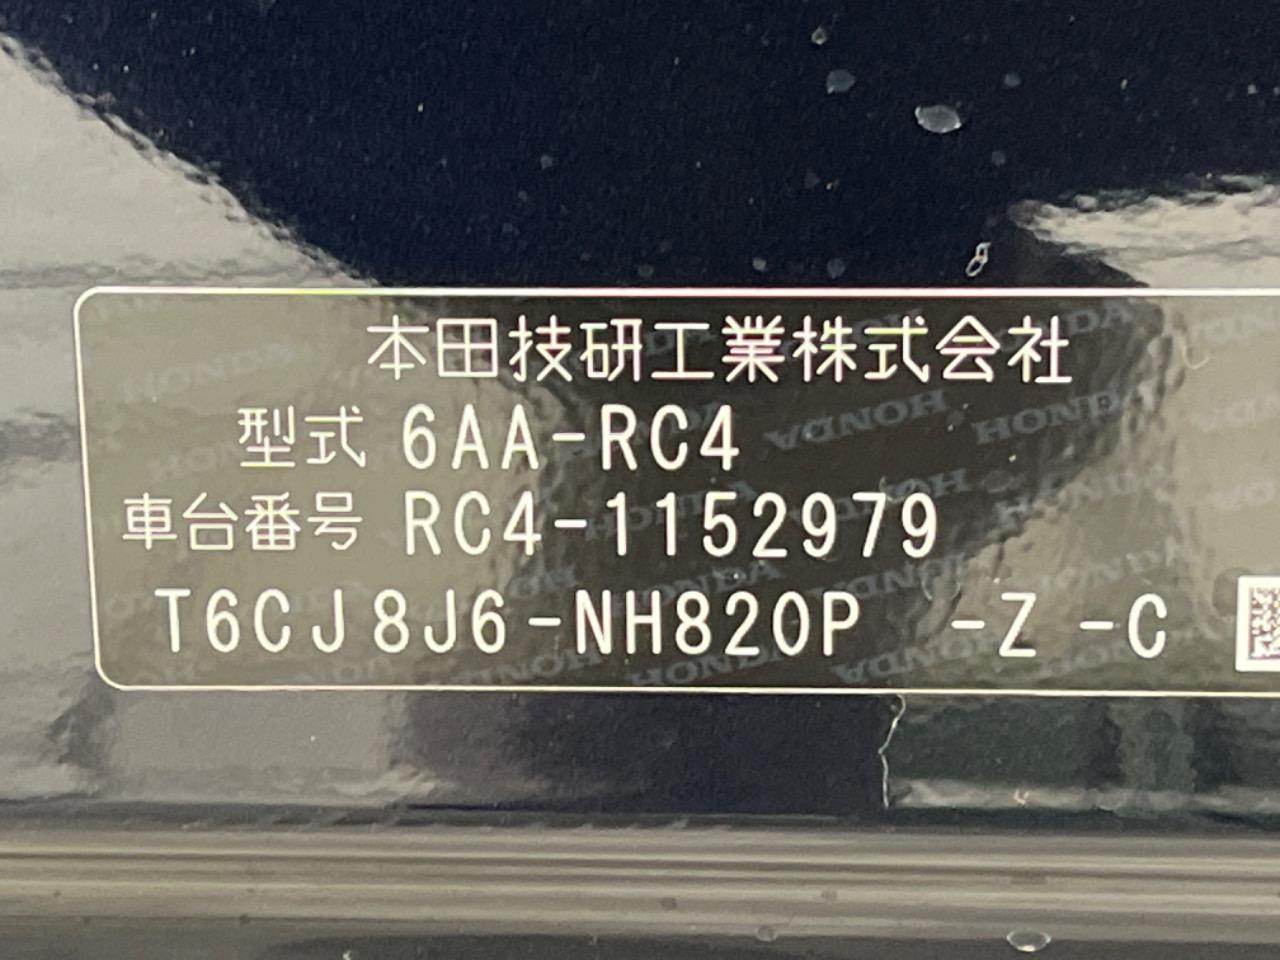 本田技研工業株式会社
型式 6AA-RC4
車台番号 RC4-1152979
T6CJ8J6-NH820P -Z -C